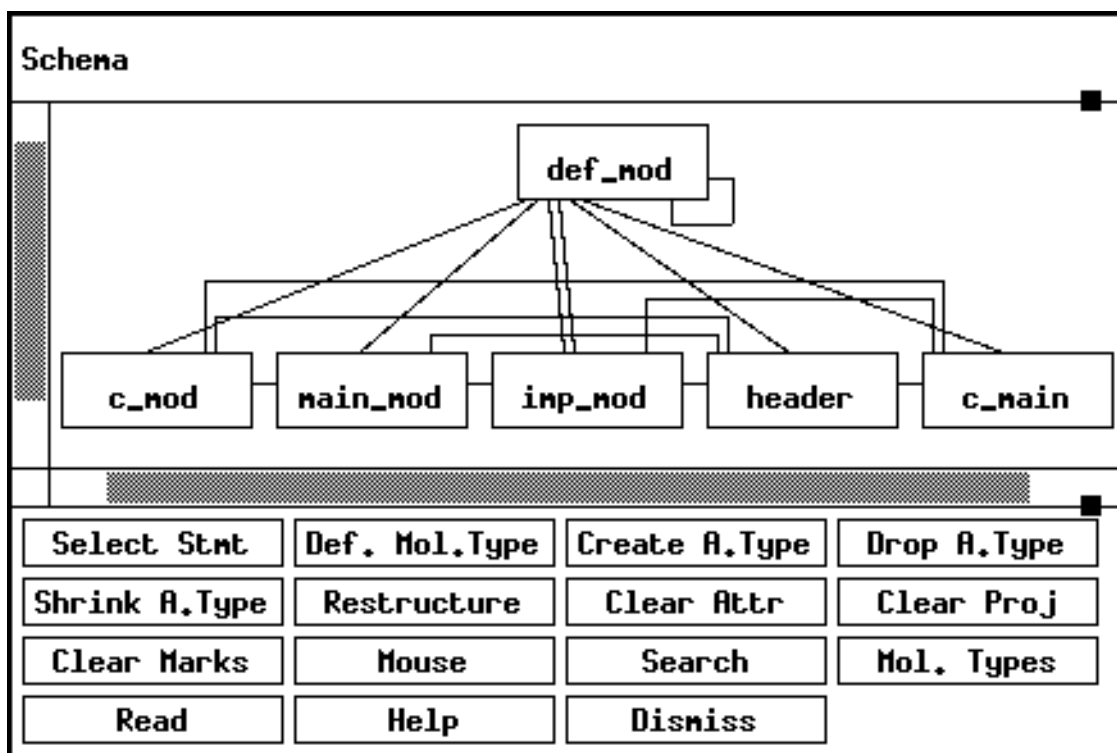 Schema
def_mod
c_mod main_mod imp_mod header c_main
Select Stmt Def. Mol.Type Create A.Type Drop A.Type
Shrink A.Type Restructure Clear Attr Clear Proj
Clear Marks Mouse Search Mol. Types
Read Help Dismiss